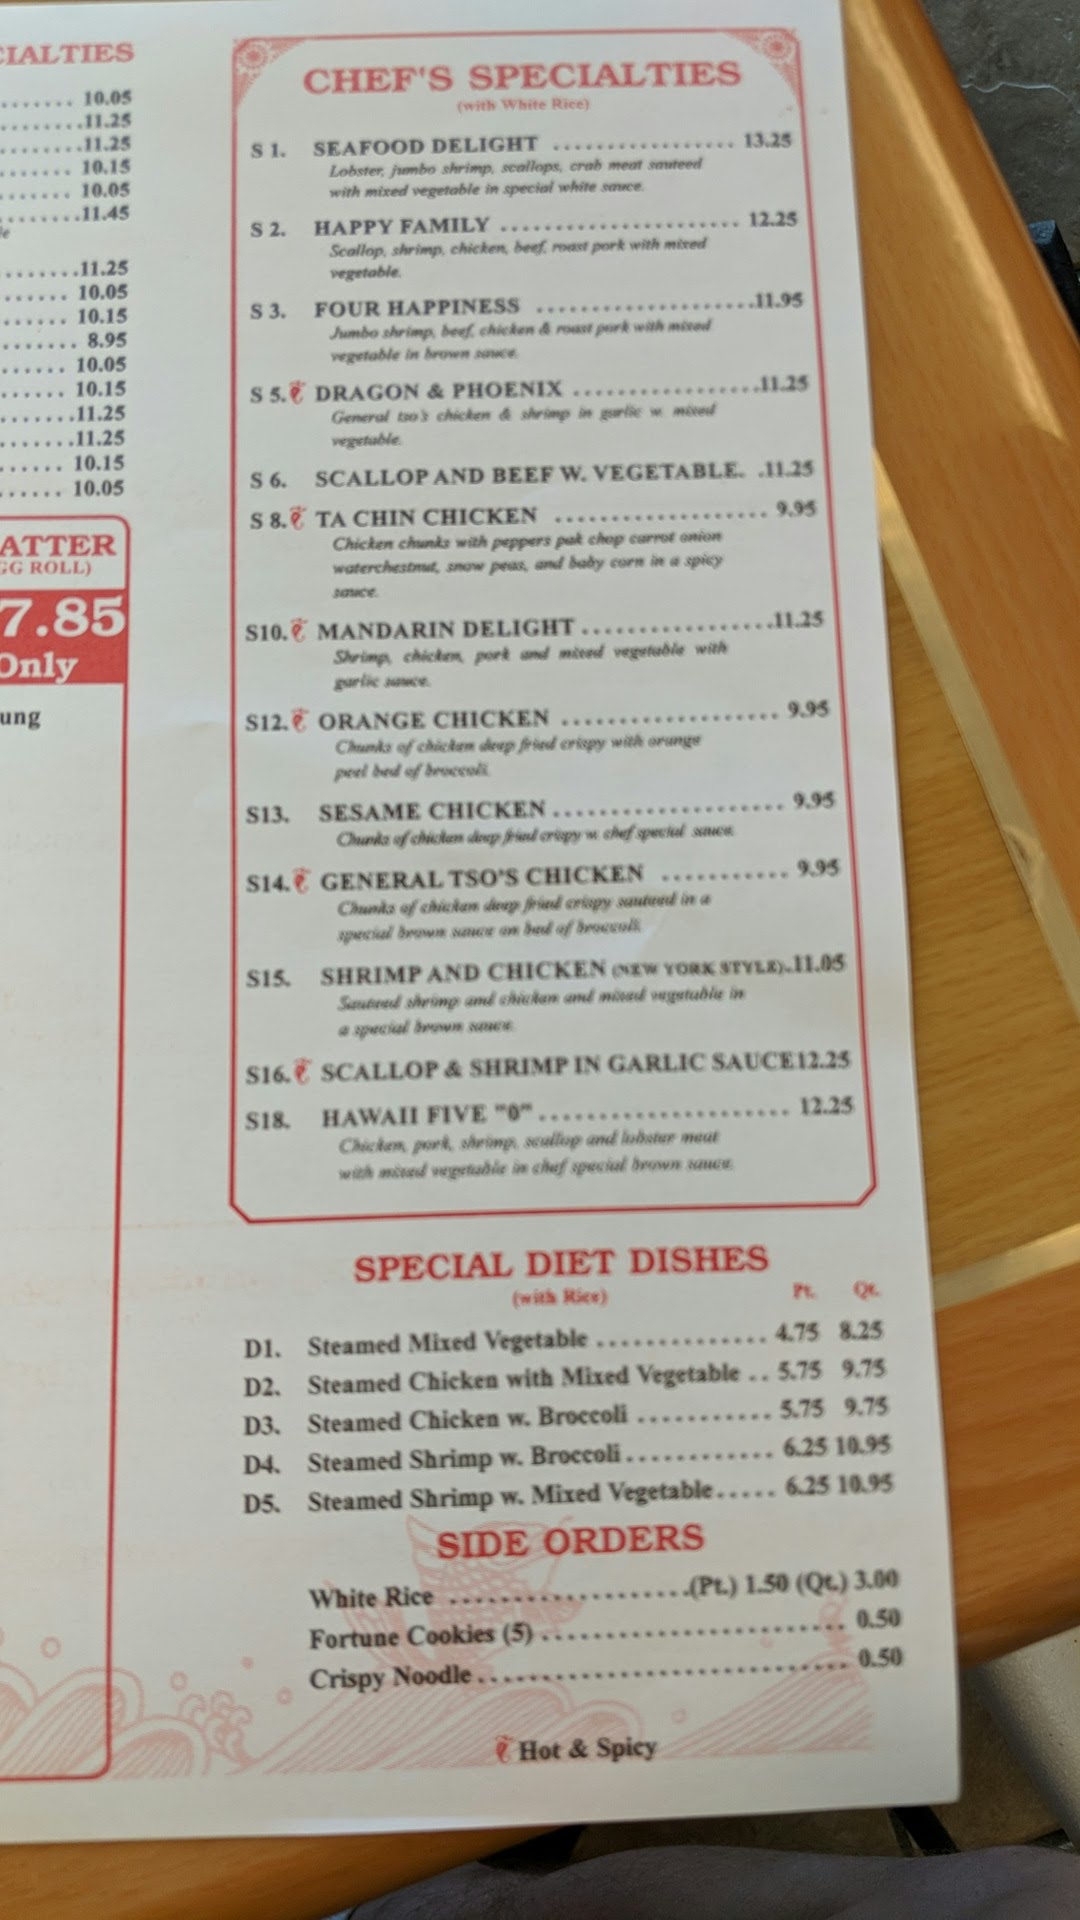 CIALTIES
........ 10.05
........11.25
........11.25
........ 10.15
........ 10.05
........11.45
........11.25
...... 10.05
....... 10.15
........ 8.95
....... 10.05
....... 10.15
.......11.25
.......11.25
....... 10.15
...... 10.05
ATTER
GG ROLL)
7.85
Only
ung
CHEF'S SPECIALTIES
(with White Rice)
S 1. SEAFOOD DELIGHT ................. 13.25
Lobster, jumbo shrimp, scallops, crab meat sauteed
with mixed vegetable in special white sauce.
S 2. HAPPY FAMILY ...................... 12.25
Scallop, shrimp, chicken, beef, roast pork with mixed
vegetable.
S 3. FOUR HAPPINESS ....................11.95
Jumbo shrimp, beef, chicken & roast pork with mixed
vegetable in brown sauce.
S 5. DRAGON & PHOENIX .................11.25
General tso's chicken & shrimp in garlic w. mixed
vegetable.
S 6. SCALLOP AND BEEF W. VEGETABLE. .11.25
S 8. TA CHIN CHICKEN .................... 9.95
Chicken chunks with peppers pak chop carrot onion
waterchestnut, snow peas, and baby corn in a spicy
sauce.
S10. MANDARIN DELIGHT.................11.25
Shrimp, chicken, pork and mixed vegetable with
garlic sauce.
S12. ORANGE CHICKEN .................... 9.95
Chunks of chicken deep fried crispy with orange
peel bed of broccoli.
S13. SESAME CHICKEN..................... 9.95
Chunks of chicken deep fried crispy w. chef special sauce.
S14. GENERAL TSO'S CHICKEN ........... 9.95
Chunks of chicken deep fried crispy sauteed in a
special brown sauce on bed of broccoli.
S15. SHRIMP AND CHICKEN (NEW YORK STYLE)..11.05
Sauteed shrimp and chicken and mixed vegetable in
a special brown sauce.
S16. SCALLOP & SHRIMP IN GARLIC SAUCE12.25
S18. HAWAII FIVE "0"...................... 12.25
Chicken, pork, shrimp, scallop and lobster meat
with mixed vegetable in chef special brown sauce.
SPECIAL DIET DISHES
(with Rice) Pt. Qt.
D1. Steamed Mixed Vegetable .............. 4.75 8.25
D2. Steamed Chicken with Mixed Vegetable .. 5.75 9.75
D3. Steamed Chicken w. Broccoli ........... 5.75 9.75
D4. Steamed Shrimp w. Broccoli............ 6.25 10.95
D5. Steamed Shrimp w. Mixed Vegetable..... 6.25 10.95
SIDE ORDERS
White Rice ....................(Pt.) 1.50 (Qt.) 3.00
Fortune Cookies (5)......................... 0.50
Crispy Noodle............................... 0.50
Hot & Spicy